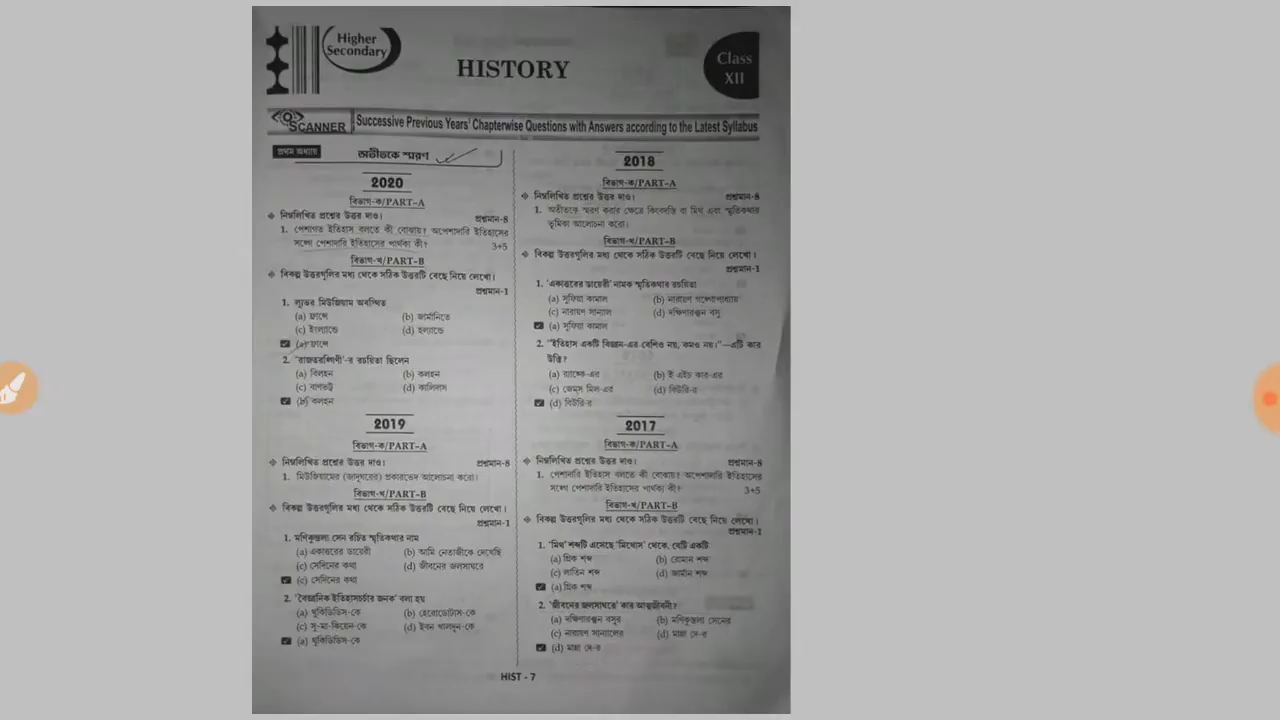 Higher
Secondary
HISTORY
Class
XII
SCANNER
Successive Previous Years' Chapterwise Questions with Answers according to the Latest Syllabus
প্রথম অধ্যায়
অতীতকে স্মরণ
2020
বিভাগ-ক/PART-A
❖ নিম্নলিখিত প্রশ্নের উত্তর দাও। প্রশ্নমান-8
1. পেশাগত ইতিহাস বলতে কী বোঝায়? অপেশাদারি ইতিহাসের
সঙ্গে পেশাদারি ইতিহাসের পার্থক্য কী? 3+5
বিভাগ-খ/PART-B
❖ বিকল্প উত্তরগুলির মধ্য থেকে সঠিক উত্তরটি বেছে নিয়ে লেখো।
প্রশ্নমান-1
1. ল্যুভর মিউজিয়াম অবস্থিত
(a) ফ্রান্সে (b) জার্মানিতে
(c) ইংল্যান্ডে (d) হল্যান্ডে
☑ (a) ফ্রান্সে
2. 'রাজতরঙ্গিণী'-র রচয়িতা ছিলেন
(a) বিলহন (b) কলহন
(c) বাণভট্ট (d) কালিদাস
☑ (b) কলহন
2019
বিভাগ-ক/PART-A
❖ নিম্নলিখিত প্রশ্নের উত্তর দাও। প্রশ্নমান-8
1. মিউজিয়ামের (জাদুঘরের) প্রকারভেদ আলোচনা করো।
বিভাগ-খ/PART-B
❖ বিকল্প উত্তরগুলির মধ্য থেকে সঠিক উত্তরটি বেছে নিয়ে লেখো।
প্রশ্নমান-1
1. মণিকুন্তলা সেন রচিত স্মৃতিকথার নাম
(a) একাত্তরের ডায়েরী (b) আমি নেতাজীকে দেখেছি
(c) সেদিনের কথা (d) জীবনের জলসাঘরে
☑ (c) সেদিনের কথা
2. 'বৈজ্ঞানিক ইতিহাসচর্চার জনক' বলা হয়
(a) থুকিডিডিস-কে (b) হেরোডোটাস-কে
(c) সু-মা-কিয়েন-কে (d) ইবন খালদুন-কে
☑ (a) থুকিডিডিস-কে
2018
বিভাগ-ক/PART-A
❖ নিম্নলিখিত প্রশ্নের উত্তর দাও। প্রশ্নমান-8
1. অতীতকে স্মরণ করার ক্ষেত্রে কিংবদন্তি বা মিথ এবং স্মৃতিকথার
ভূমিকা আলোচনা করো।
বিভাগ-খ/PART-B
❖ বিকল্প উত্তরগুলির মধ্য থেকে সঠিক উত্তরটি বেছে নিয়ে লেখো।
প্রশ্নমান-1
1. 'একাত্তরের ডায়েরী' নামক স্মৃতিকথার রচয়িতা
(a) সুফিয়া কামাল (b) নারায়ণ গঙ্গোপাধ্যায়
(c) নারায়ণ সান্যাল (d) দক্ষিণারঞ্জন বসু
☑ (a) সুফিয়া কামাল
2. "ইতিহাস একটি বিজ্ঞান-এর বেশিও নয়, কমও নয়।"—এটি কার
উক্তি?
(a) র‍্যাঙ্কে-এর (b) ই এইচ কার-এর
(c) জেমস মিল-এর (d) বিউরি-র
☑ (d) বিউরি-র
2017
বিভাগ-ক/PART-A
❖ নিম্নলিখিত প্রশ্নের উত্তর দাও। প্রশ্নমান-8
1. পেশাদারি ইতিহাস বলতে কী বোঝায়? অপেশাদারি ইতিহাসের
সঙ্গে পেশাদারি ইতিহাসের পার্থক্য কী? 3+5
বিভাগ-খ/PART-B
❖ বিকল্প উত্তরগুলির মধ্য থেকে সঠিক উত্তরটি বেছে নিয়ে লেখো।
প্রশ্নমান-1
1. 'মিথ' শব্দটি এসেছে 'মিথোস' থেকে, যেটি একটি
(a) গ্রিক শব্দ (b) রোমান শব্দ
(c) লাতিন শব্দ (d) জার্মান শব্দ
☑ (a) গ্রিক শব্দ
2. 'জীবনের জলসাঘরে' কার আত্মজীবনী?
(a) দক্ষিণারঞ্জন বসুর (b) মণিকুন্তলা সেনের
(c) নারায়ণ সান্যালের (d) মান্না দে-র
☑ (d) মান্না দে-র
HIST - 7